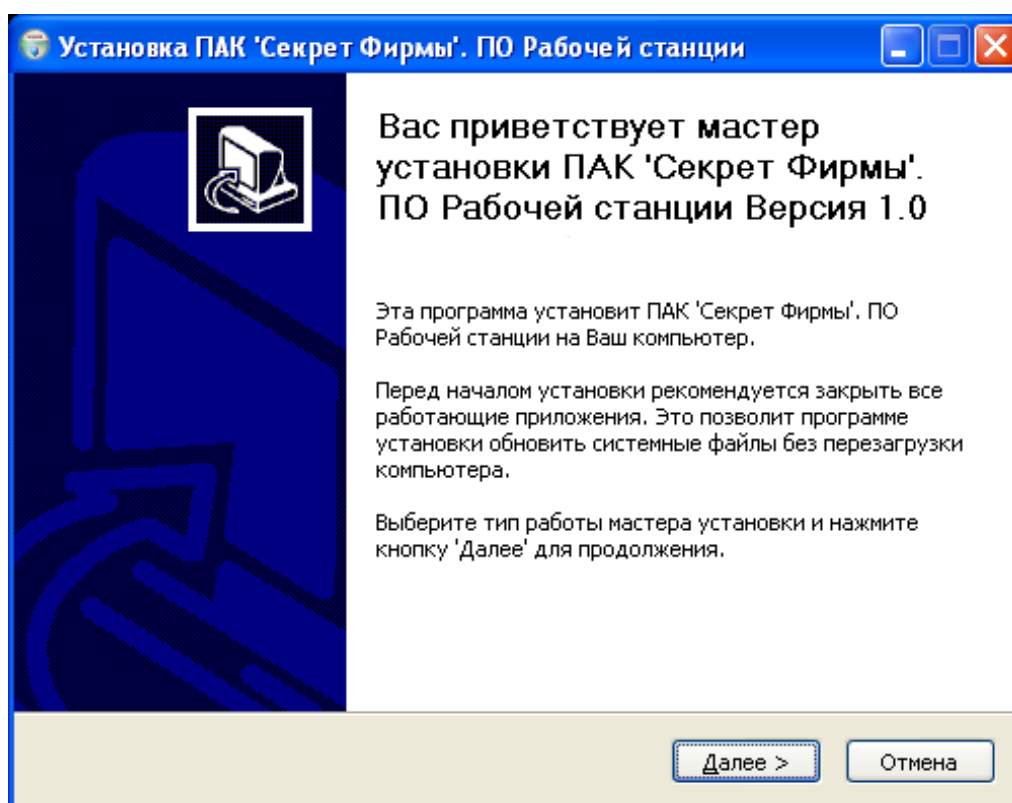 Установка ПАК 'Секрет Фирмы'. ПО Рабочей станции
Вас приветствует мастер
установки ПАК 'Секрет Фирмы'.
ПО Рабочей станции Версия 1.0
Эта программа установит ПАК 'Секрет Фирмы'. ПО
Рабочей станции на Ваш компьютер.
Перед началом установки рекомендуется закрыть все
работающие приложения. Это позволит программе
установки обновить системные файлы без перезагрузки
компьютера.
Выберите тип работы мастера установки и нажмите
кнопку 'Далее' для продолжения.
Далее >
Отмена